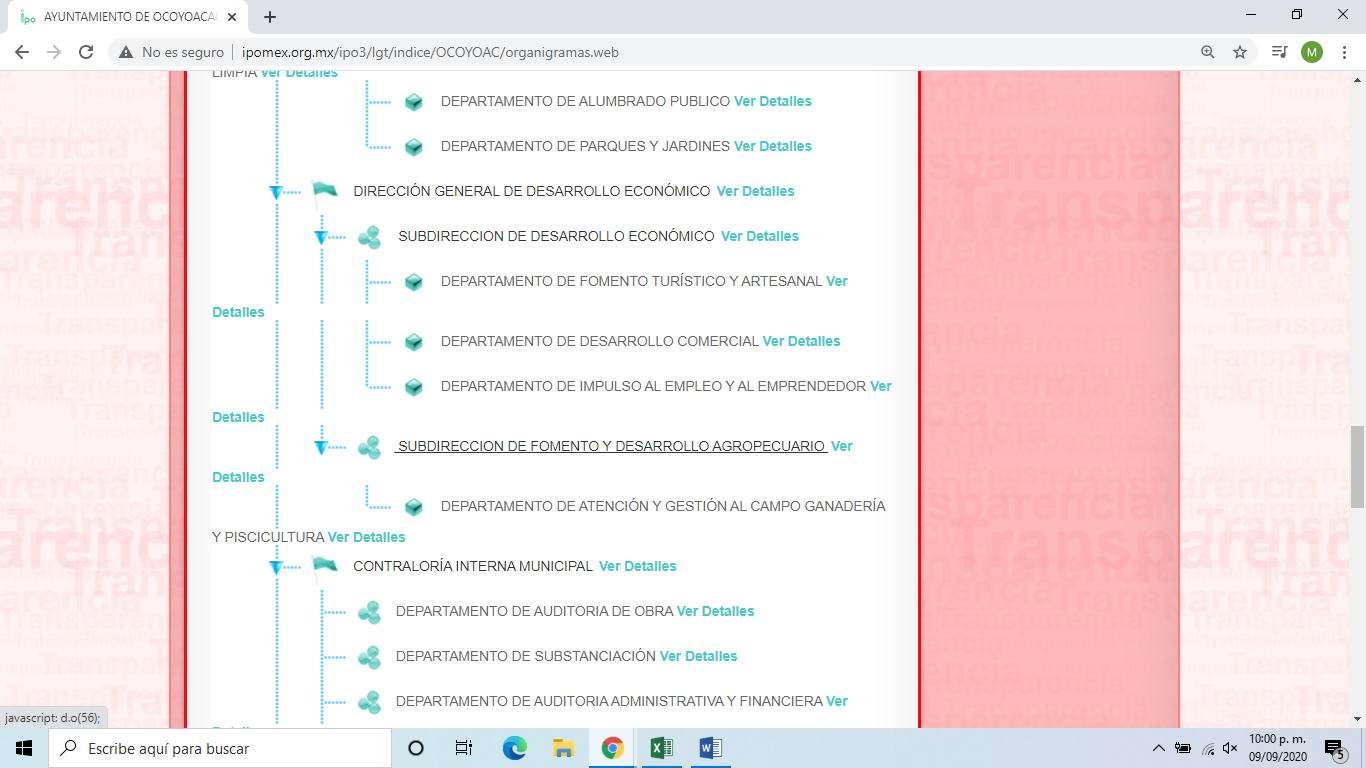 AYUNTAMIENTO DE OCOYOACA
No es seguro | ipomex.org.mx/ipo3/lgt/indice/OCOYOAC/organigramas.web
M
LIMPIA Ver Detalles
DEPARTAMENTO DE ALUMBRADO PUBLICO Ver Detalles
DEPARTAMENTO DE PARQUES Y JARDINES Ver Detalles
DIRECCIÓN GENERAL DE DESARROLLO ECONÓMICO Ver Detalles
SUBDIRECCION DE DESARROLLO ECONÓMICO Ver Detalles
DEPARTAMENTO DE FOMENTO TURÍSTICO Y ARTESANAL Ver
Detalles
DEPARTAMENTO DE DESARROLLO COMERCIAL Ver Detalles
DEPARTAMENTO DE IMPULSO AL EMPLEO Y AL EMPRENDEDOR Ver
Detalles
SUBDIRECCION DE FOMENTO Y DESARROLLO AGROPECUARIO Ver
Detalles
DEPARTAMENTO DE ATENCIÓN Y GESTIÓN AL CAMPO GANADERÍA
Y PISCICULTURA Ver Detalles
CONTRALORÍA INTERNA MUNICIPAL Ver Detalles
DEPARTAMENTO DE AUDITORIA DE OBRA Ver Detalles
DEPARTAMENTO DE SUBSTANCIACIÓN Ver Detalles
DEPARTAMENTO DE AUDITORIA ADMINISTRATIVA Y FINANCIERA Ver
javascript: d.o(56);
Escribe aquí para buscar
10:00 p. m.
09/09/2020
5